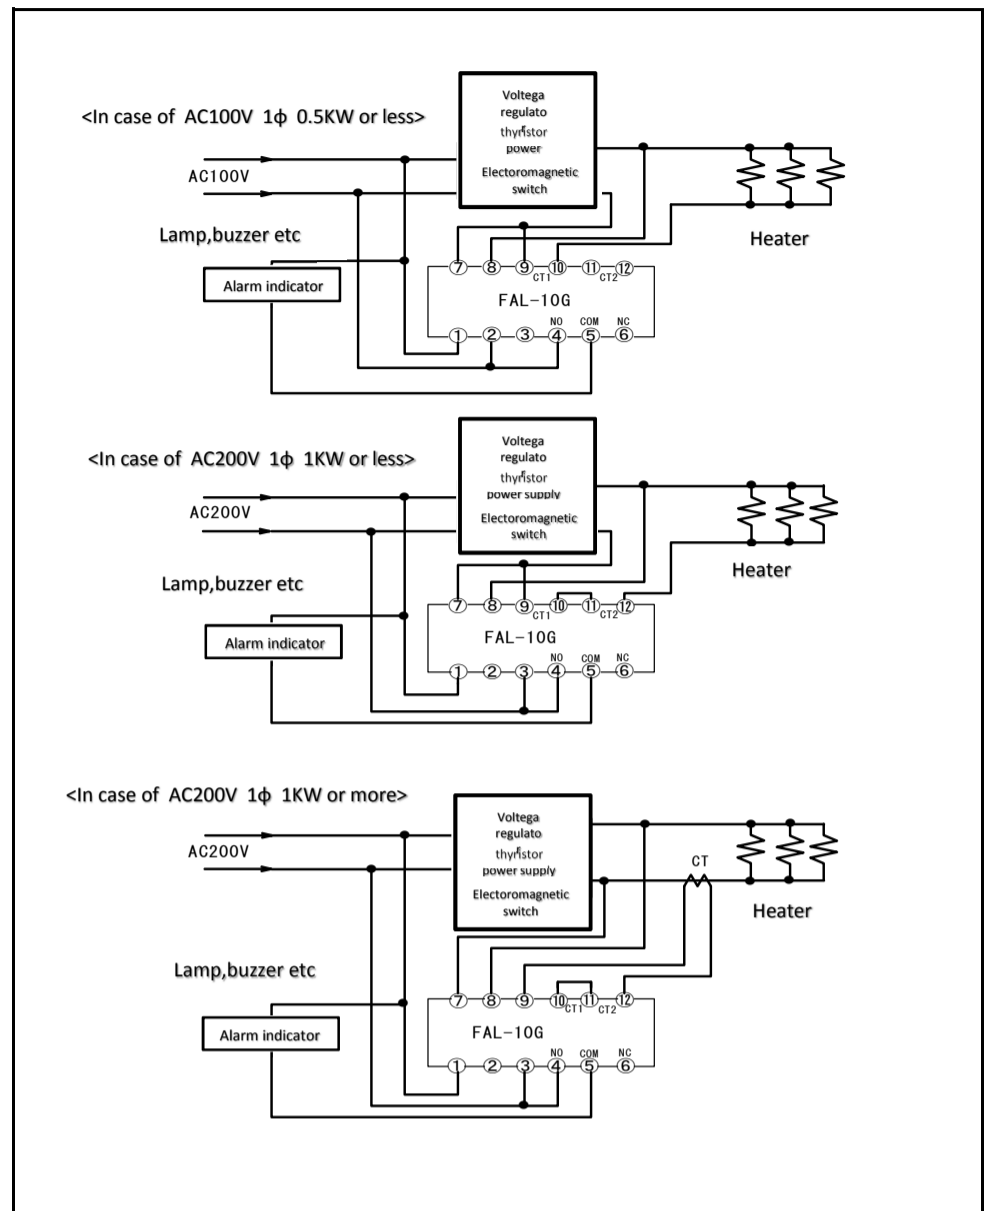 <In case of AC100V 1ϕ 0.5KW or less>
Voltega
regulato
r
thyristor
power
Electoromagnetic
switch
AC100V
Lamp,buzzer etc
Heater
Alarm indicator
⑦ ⑧ ⑨ ⑩ ⑪ ⑫
CT1 CT2
FAL-10G
NO COM NC
① ② ③ ④ ⑤ ⑥
<In case of AC200V 1ϕ 1KW or less>
Voltega
regulato
r
thyristor
power supply
Electoromagnetic
switch
AC200V
Heater
Lamp,buzzer etc
Alarm indicator
⑦ ⑧ ⑨ ⑩ ⑪ ⑫
CT1 CT2
FAL-10G
NO COM NC
① ② ③ ④ ⑤ ⑥
<In case of AC200V 1ϕ 1KW or more>
Voltega
regulato
r
thyristor
power supply
Electoromagnetic
switch
AC200V
CT
Heater
Lamp,buzzer etc
Alarm indicator
⑦ ⑧ ⑨ ⑩ ⑪ ⑫
CT1 CT2
FAL-10G
NO COM NC
① ② ③ ④ ⑤ ⑥